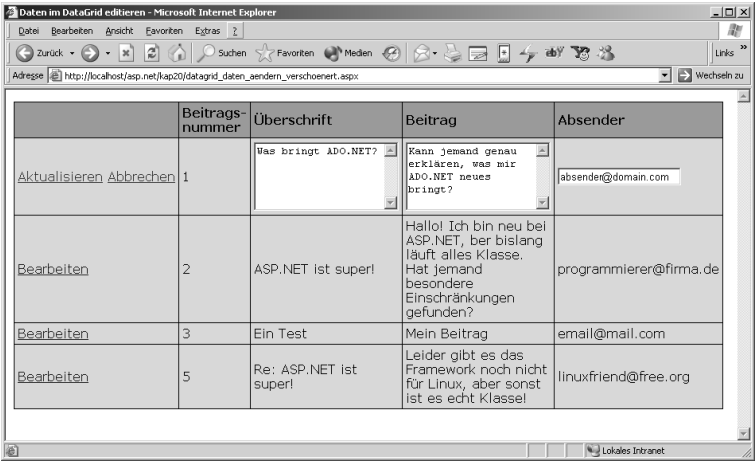 Daten im DataGrid editieren - Microsoft Internet Explorer
Datei Bearbeiten Ansicht Favoriten Extras ?
Zurück Suchen Favoriten Medien Links »
Adresse http://localhost/asp.net/kap20/datagrid_daten_aendern_verschoenert.aspx Wechseln zu
Beitrags-
nummer Überschrift Beitrag Absender
Aktualisieren Abbrechen 1 Was bringt ADO.NET? Kann jemand genau
erklären, was mir
ADO.NET neues
bringt?
absender@domain.com
Bearbeiten 2 ASP.NET ist super! Hallo! Ich bin neu bei
ASP.NET, ber bislang
läuft alles Klasse.
Hat jemand
besondere
Einschränkungen
gefunden?
programmierer@firma.de
Bearbeiten 3 Ein Test Mein Beitrag email@mail.com
Bearbeiten 5 Re: ASP.NET ist
super!
Leider gibt es das
Framework noch nicht
für Linux, aber sonst
ist es echt Klasse!
linuxfriend@free.org
Lokales Intranet